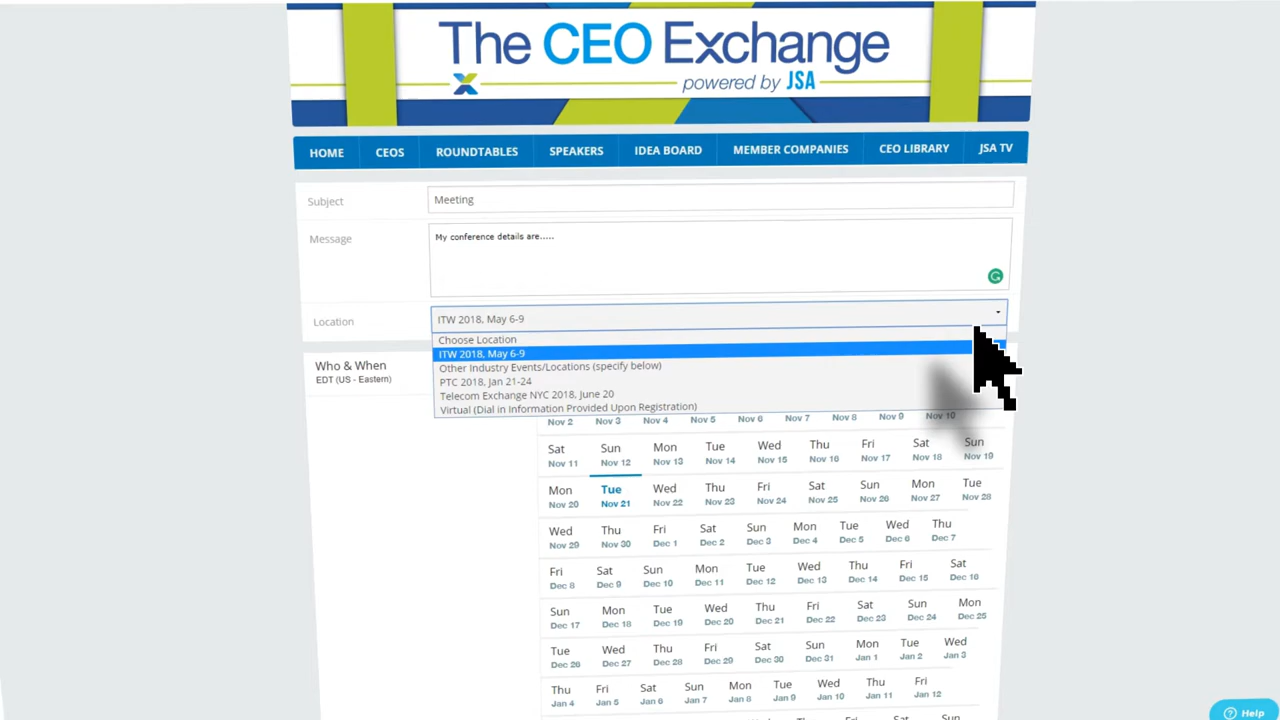 The CEO Exchange
powered by JSA
HOME CEOS ROUNDTABLES SPEAKERS IDEA BOARD MEMBER COMPANIES CEO LIBRARY JSA TV
Subject Meeting
Message My conference details are.....
Location ITW 2018, May 6-9
Choose Location
ITW 2018, May 6-9
Other Industry Events/Locations (specify below)
PTC 2018, Jan 21-24
Telecom Exchange NYC 2018, June 20
Virtual (Dial in Information Provided Upon Registration)
Who & When
EDT (US - Eastern)
Nov 2 Nov 3 Nov 4 Nov 5 Nov 6 Nov 7 Nov 8 Nov 9 Nov 10
Sat Sun Mon Tue Wed Thu Fri Sat Sun
Nov 11 Nov 12 Nov 13 Nov 14 Nov 15 Nov 16 Nov 17 Nov 18 Nov 19
Mon Tue Wed Thu Fri Sat Sun Mon Tue
Nov 20 Nov 21 Nov 22 Nov 23 Nov 24 Nov 25 Nov 26 Nov 27 Nov 28
Wed Thu Fri Sat Sun Mon Tue Wed Thu
Nov 29 Nov 30 Dec 1 Dec 2 Dec 3 Dec 4 Dec 5 Dec 6 Dec 7
Fri Sat Sun Mon Tue Wed Thu Fri Sat
Dec 8 Dec 9 Dec 10 Dec 11 Dec 12 Dec 13 Dec 14 Dec 15 Dec 16
Sun Mon Tue Wed Thu Fri Sat Sun Mon
Dec 17 Dec 18 Dec 19 Dec 20 Dec 21 Dec 22 Dec 23 Dec 24 Dec 25
Tue Wed Thu Fri Sat Sun Mon Tue Wed
Dec 26 Dec 27 Dec 28 Dec 29 Dec 30 Dec 31 Jan 1 Jan 2 Jan 3
Thu Fri Sat Sun Mon Tue Wed Thu Fri
Jan 4 Jan 5 Jan 6 Jan 7 Jan 8 Jan 9 Jan 10 Jan 11 Jan 12
Help